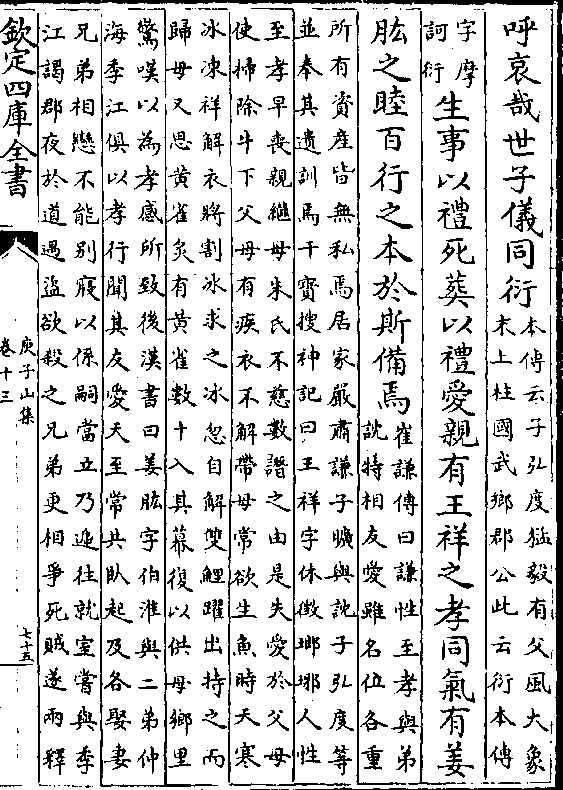 呼哀哉世子儀同衍本傳云子弘度猛毅有父風大象
末上柱國武鄉郡公此云衍本傳
字摩
訶衍生事以禮死葬以禮愛親有王祥之孝同氣有姜
肱之睦百行之本於斯備焉崔謙傳曰謙性至孝與弟
訦特相友愛雖名位各重
所有資産皆無私焉居家嚴肅謙子曠與訦子弘度等
並奉其遺訓焉干寶搜神記曰王祥字休徴瑯琊人性
至孝早喪親繼母朱氏不慈數譖之由是失愛於父母
使掃除牛下父母有疾衣不解帶母常欲生魚時天寒
冰凍祥解衣將割冰求之冰忽自解雙鯉躍出持之而
歸母又思黄雀炙有黄雀數十入其幕復以供母鄉里
驚嘆以為孝感所致後漢書曰姜肱字伯淮與二弟仲
海季江俱以孝行聞其友愛天至常共卧起及各娶妻
兄弟相戀不能别寢以係嗣當立乃遞往就室嘗與季
江謁郡夜於道遇盜欲殺之兄弟更相爭死賊遂兩釋
欽定四庫全書
庾子山集
卷十三
七十五